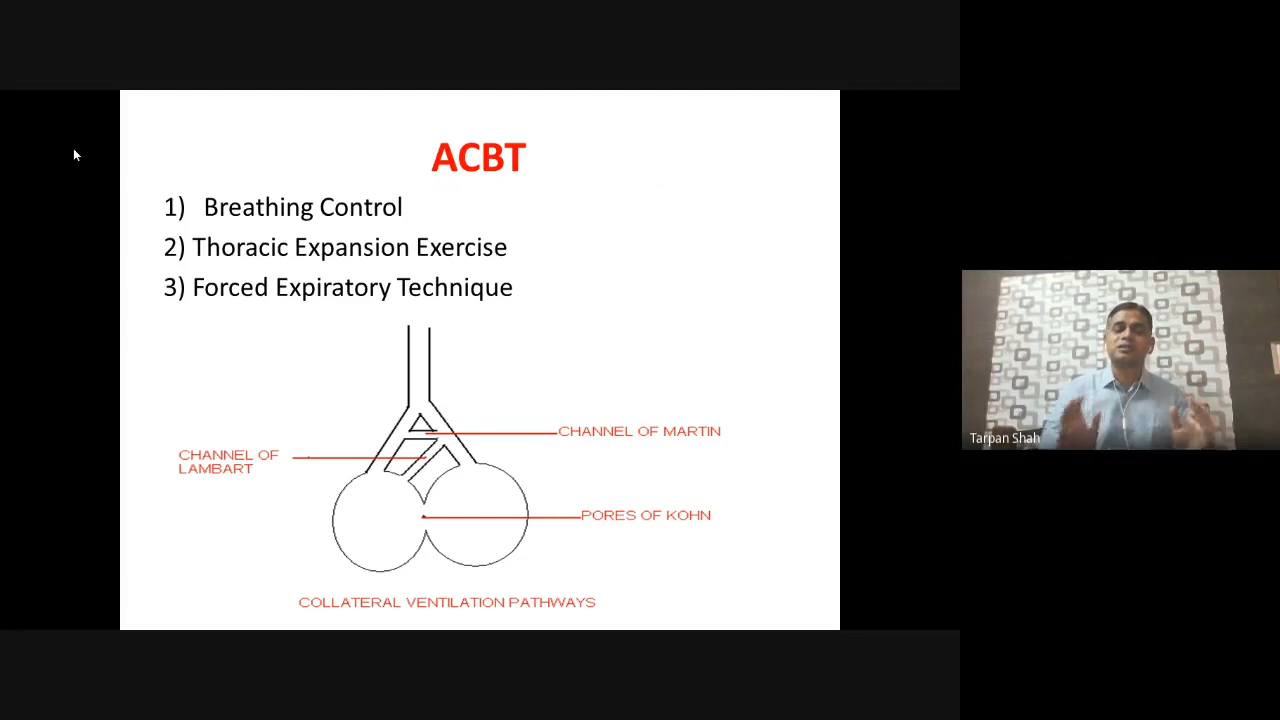 ACBT
1) Breathing Control
2) Thoracic Expansion Exercise
3) Forced Expiratory Technique
CHANNEL OF MARTIN
CHANNEL OF
LAMBART
PORES OF KOHN
COLLATERAL VENTILATION PATHWAYS
Tarpan Shah